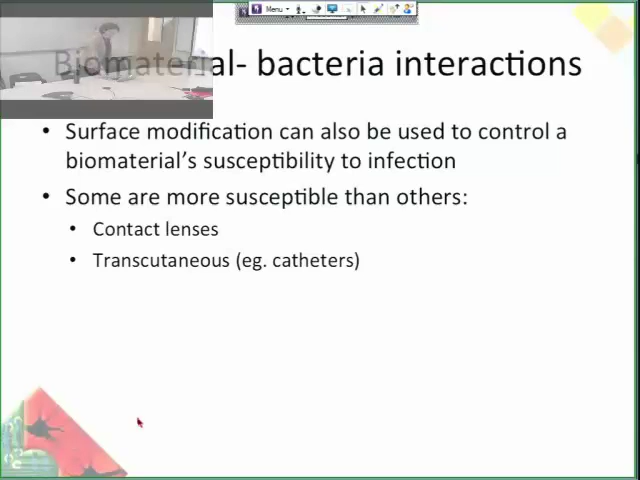 Menu
Biomaterial- bacteria interactions
• Surface modification can also be used to control a
biomaterial's susceptibility to infection
• Some are more susceptible than others:
• Contact lenses
• Transcutaneous (eg. catheters)